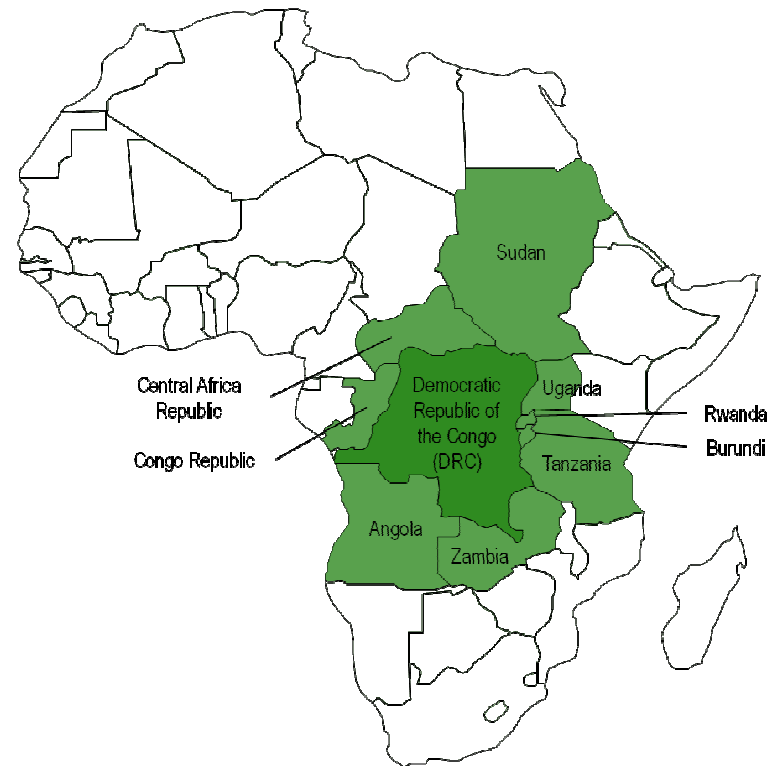 Sudan
Central Africa
Republic
Congo Republic
Democratic
Republic of
the Congo
(DRC)
Uganda
Rwanda
Burundi
Tanzania
Angola
Zambia